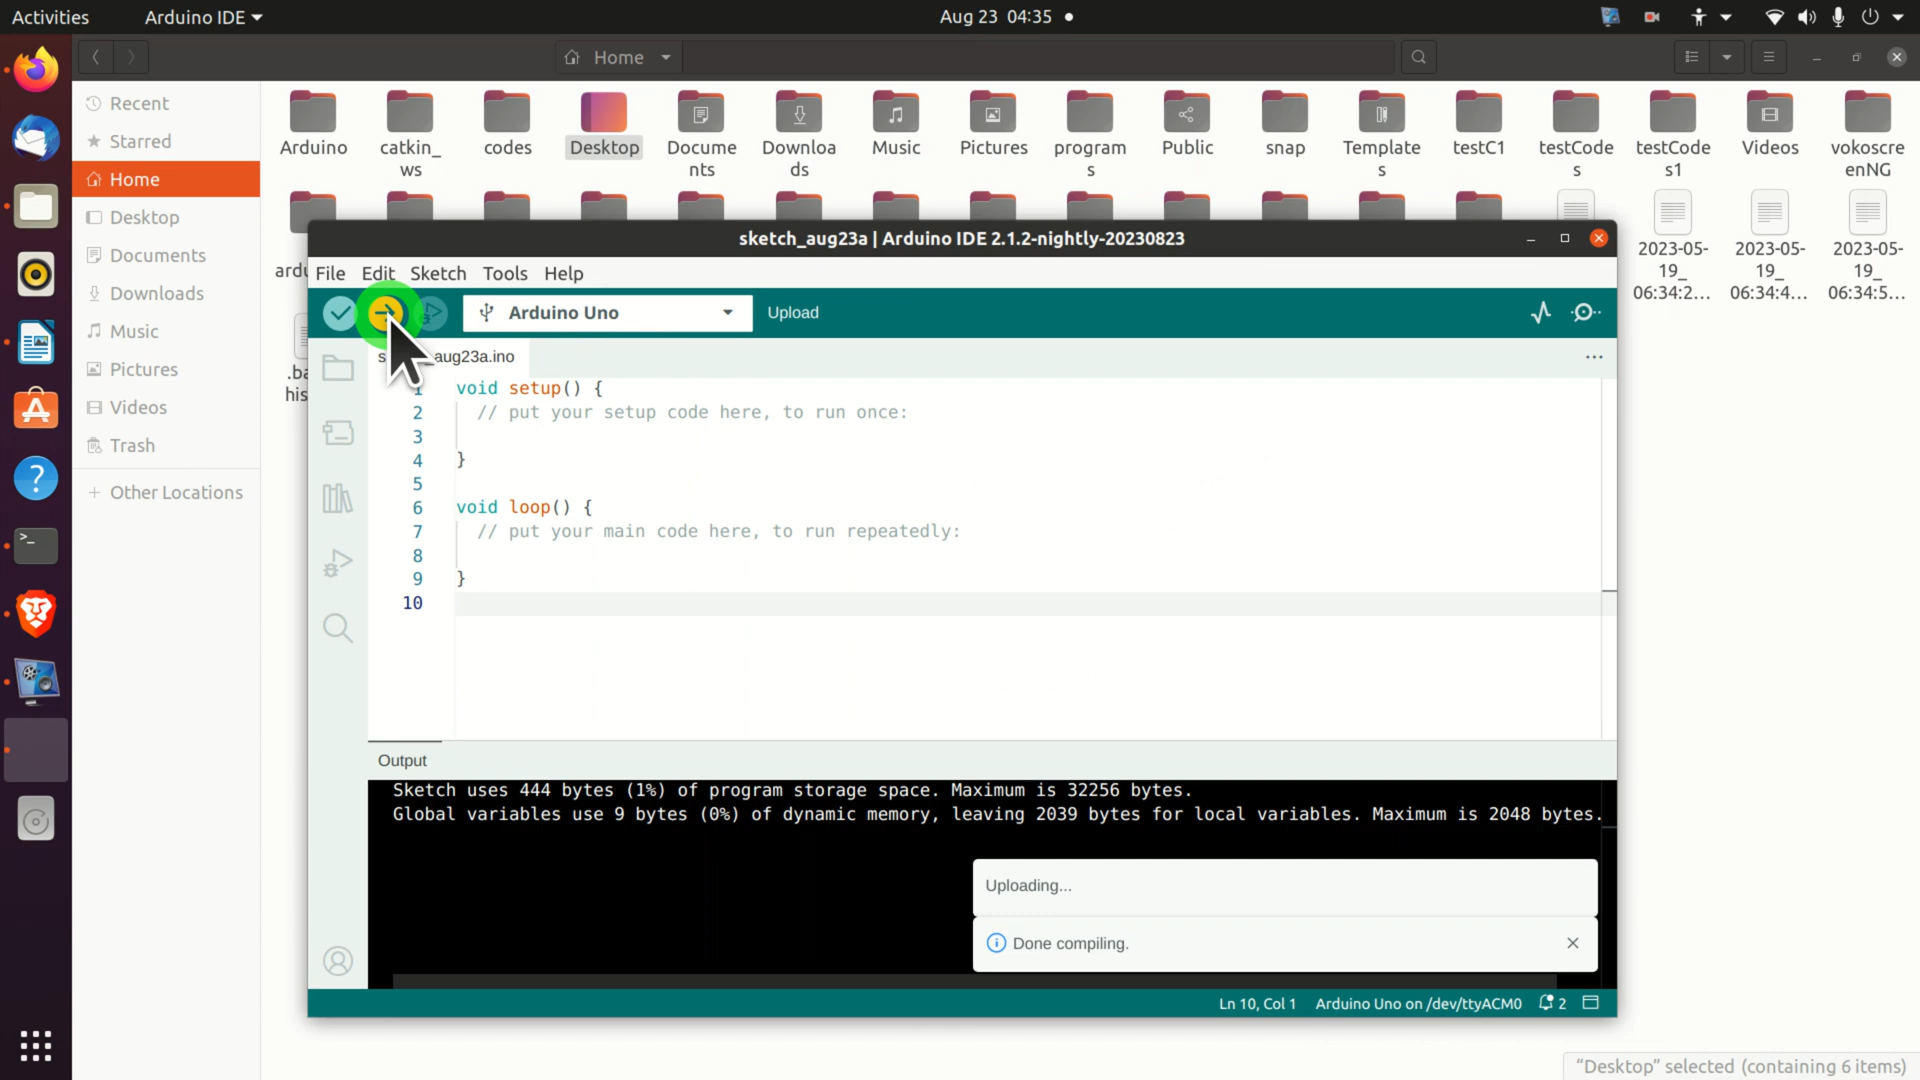 Activities
Arduino IDE
Aug 23 04:35
Home
Recent
Starred
Home
Desktop
Documents
Downloads
Music
Pictures
Videos
Trash
Other Locations
Arduino
catkin_
ws
codes
Desktop
Docume
nts
Downloa
ds
Music
Pictures
program
s
Public
snap
Template
s
testC1
testCode
s
testCode
s1
Videos
vokoscre
enNG
2023-05-
19_
06:34:2...
2023-05-
19_
06:34:4...
2023-05-
19_
06:34:5...
ardu
.ba
his
sketch_aug23a | Arduino IDE 2.1.2-nightly-20230823
File Edit Sketch Tools Help
Arduino Uno
Upload
s
_aug23a.ino
1 void setup() {
2 // put your setup code here, to run once:
3
4 }
5
6 void loop() {
7 // put your main code here, to run repeatedly:
8
9 }
10
Output
Sketch uses 444 bytes (1%) of program storage space. Maximum is 32256 bytes.
Global variables use 9 bytes (0%) of dynamic memory, leaving 2039 bytes for local variables. Maximum is 2048 bytes.
Uploading...
Done compiling.
Ln 10, Col 1 Arduino Uno on /dev/ttyACM0 2
"Desktop" selected (containing 6 items)